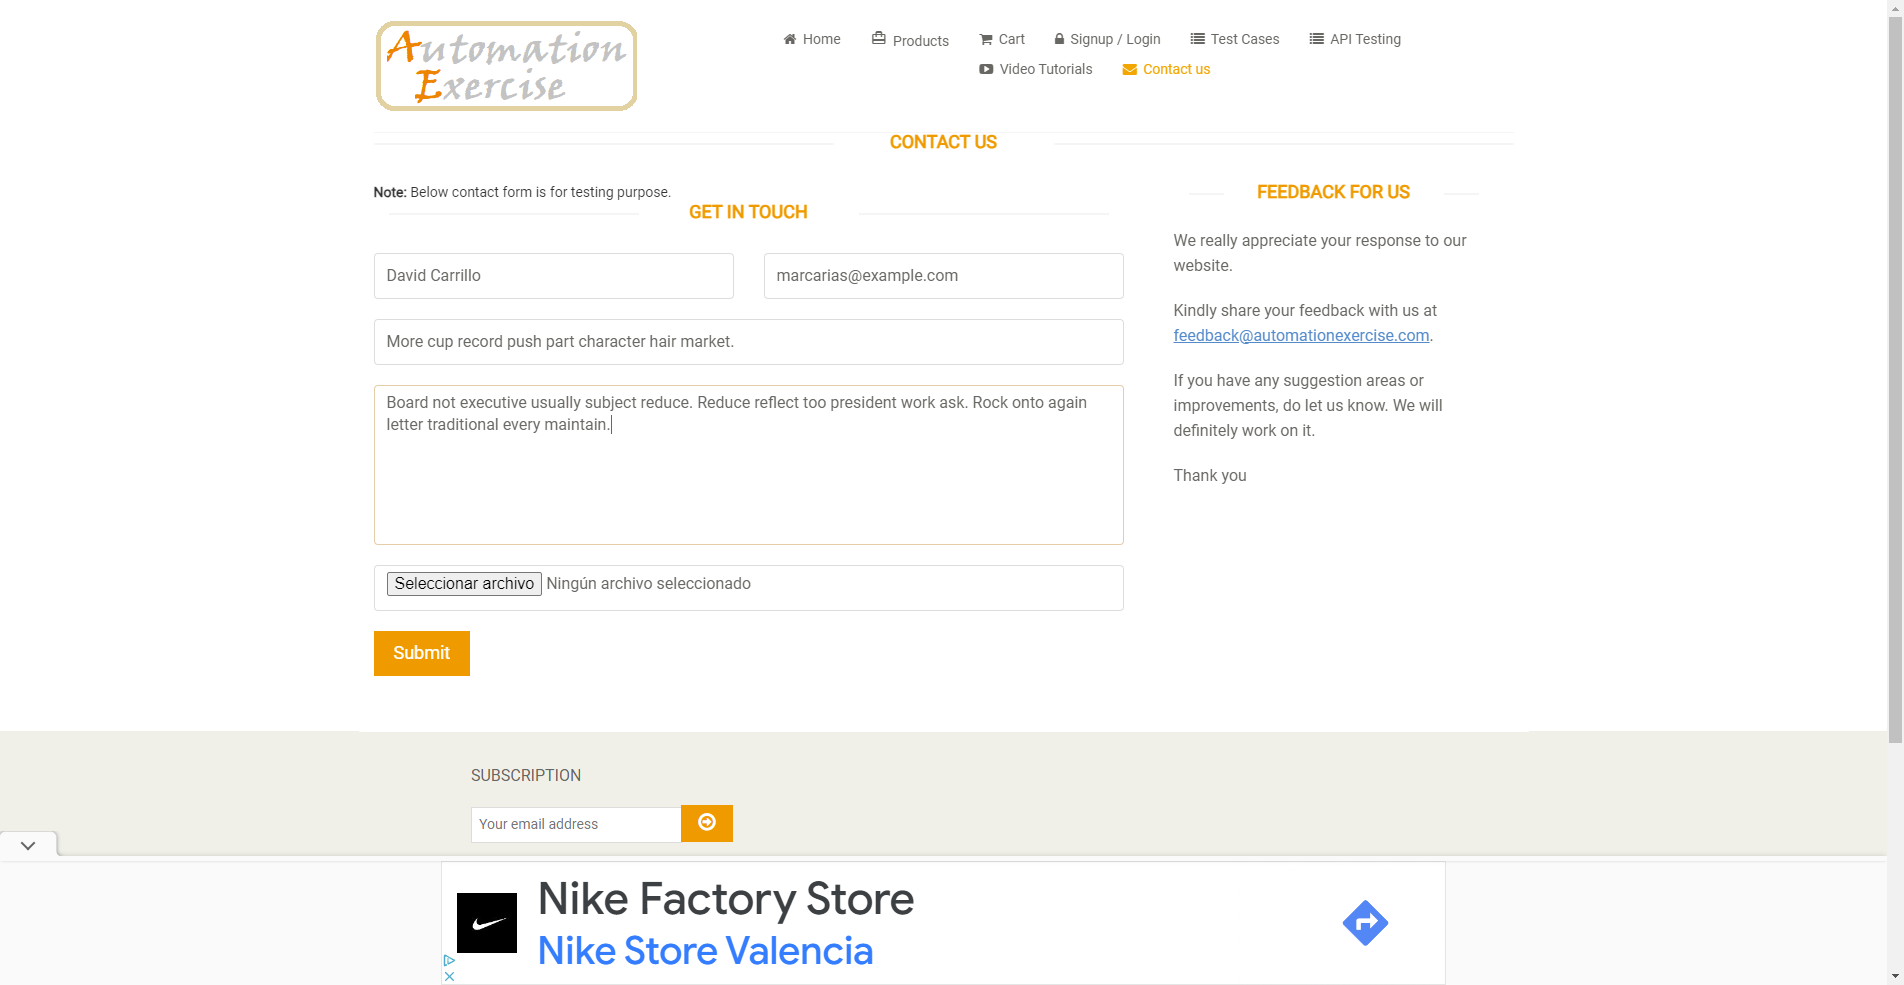 Automation
Exercise
Home
Products
Cart
Signup / Login
Test Cases
API Testing
Video Tutorials
Contact us
CONTACT US
Note: Below contact form is for testing purpose.
GET IN TOUCH
David Carrillo
marcarias@example.com
More cup record push part character hair market.
Board not executive usually subject reduce. Reduce reflect too president work ask. Rock onto again
letter traditional every maintain.
Seleccionar archivo Ningún archivo seleccionado
Submit
FEEDBACK FOR US
We really appreciate your response to our
website.
Kindly share your feedback with us at
feedback@automationexercise.com.
If you have any suggestion areas or
improvements, do let us know. We will
definitely work on it.
Thank you
SUBSCRIPTION
Your email address
Nike Factory Store
Nike Store Valencia